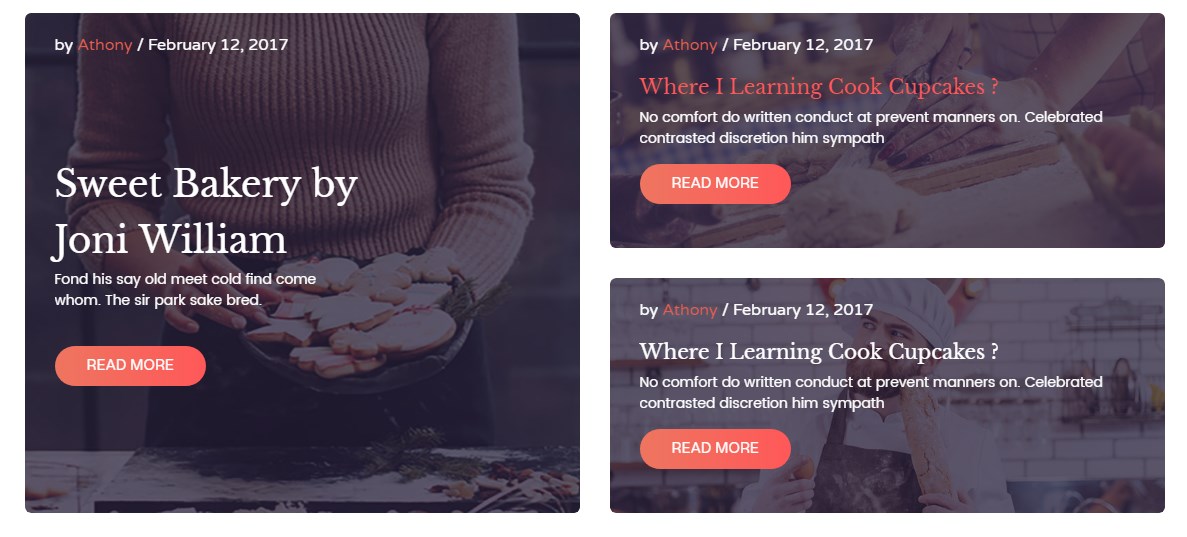 by Athony / February 12, 2017
Sweet Bakery by
Joni William
Fond his say old meet cold find come
whom. The sir park sake bred.
READ MORE
by Athony / February 12, 2017
Where I Learning Cook Cupcakes ?
No comfort do written conduct at prevent manners on. Celebrated
contrasted discretion him sympath
READ MORE
by Athony / February 12, 2017
Where I Learning Cook Cupcakes ?
No comfort do written conduct at prevent manners on. Celebrated
contrasted discretion him sympath
READ MORE